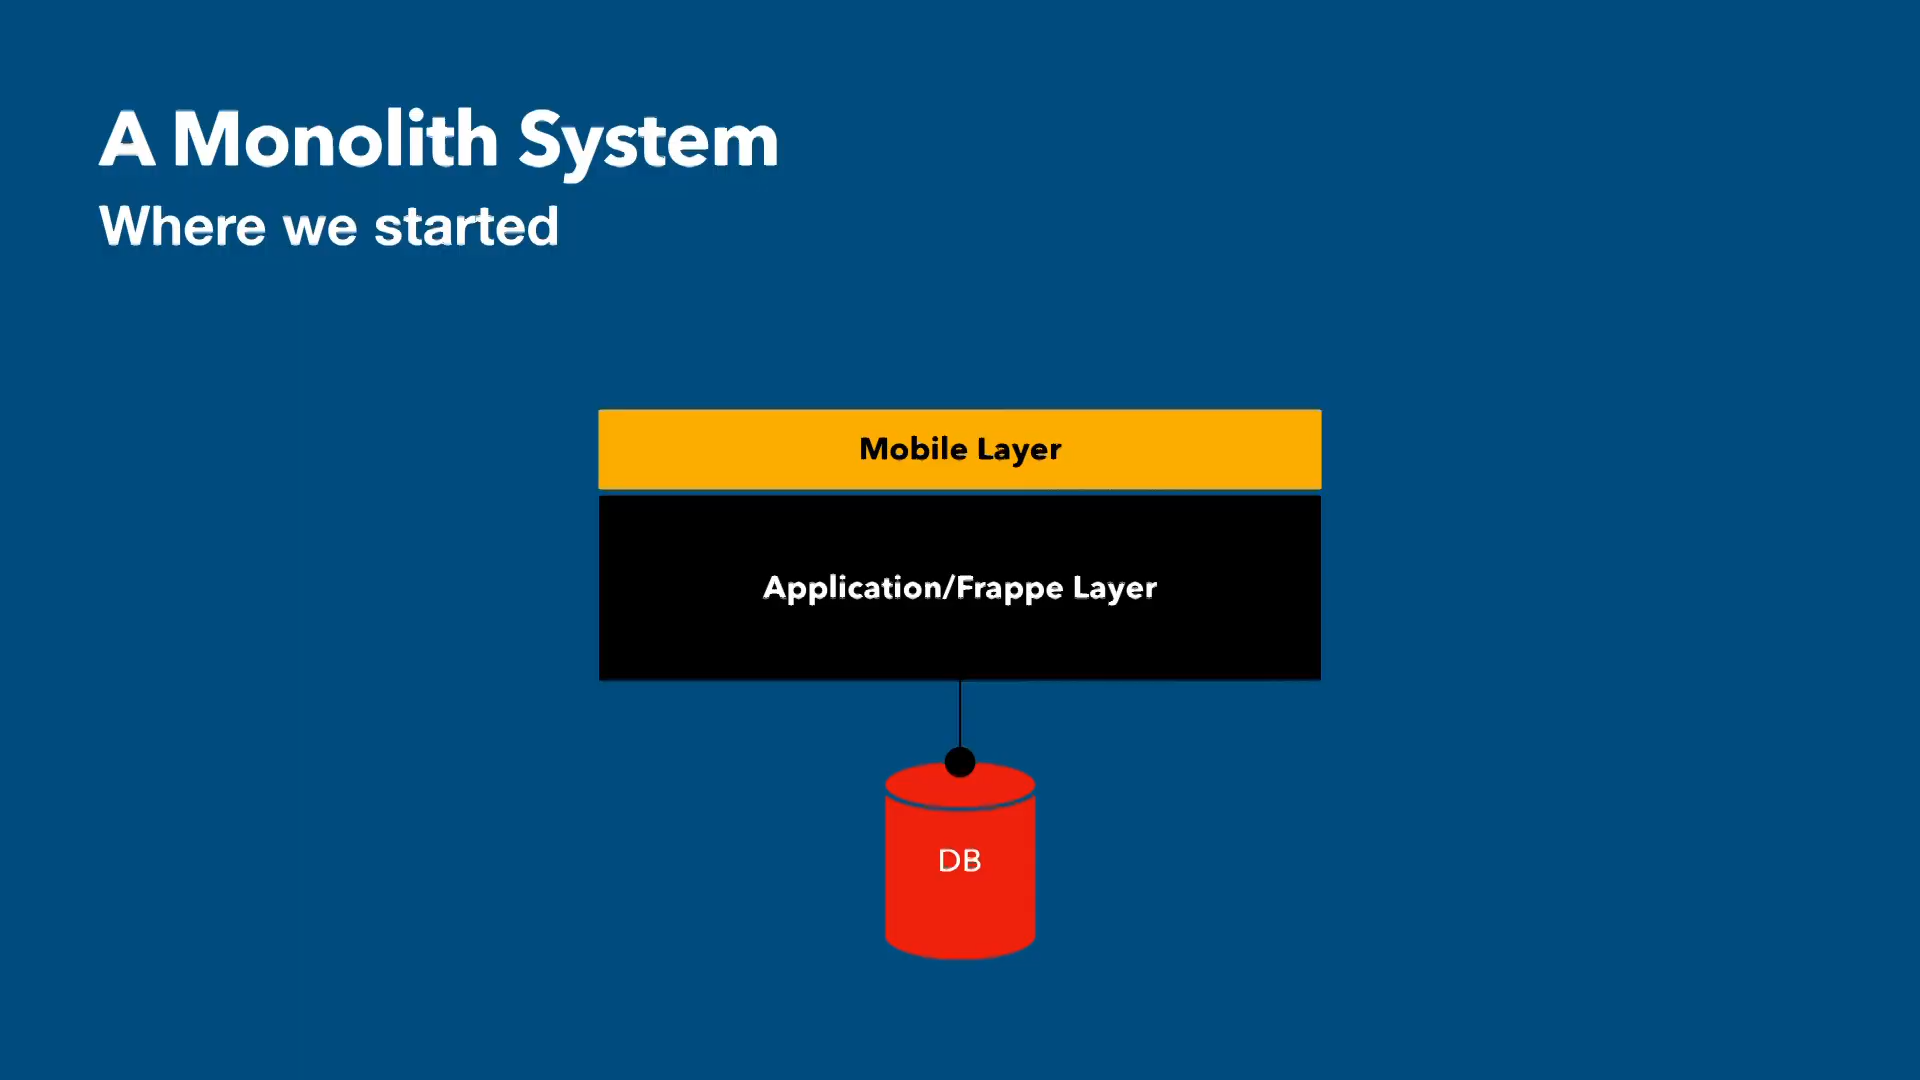 A Monolith System
Where we started
Mobile Layer
Application/Frappe Layer
DB